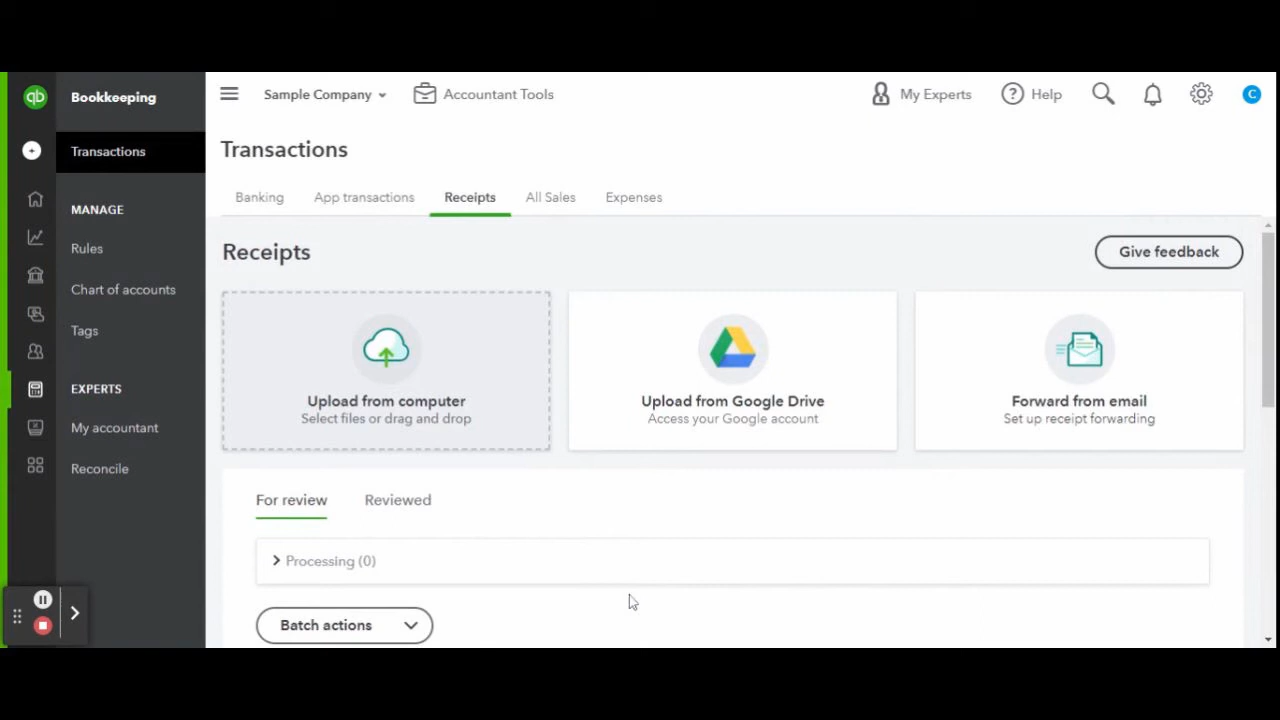 qb
Bookkeeping
Sample Company
Accountant Tools
My Experts
? Help
C
Transactions
MANAGE
Rules
Chart of accounts
Tags
EXPERTS
My accountant
Reconcile
Transactions
Banking
App transactions
Receipts
All Sales
Expenses
Receipts
Give feedback
Upload from computer
Select files or drag and drop
Upload from Google Drive
Access your Google account
Forward from email
Set up receipt forwarding
For review
Reviewed
Processing (0)
Batch actions